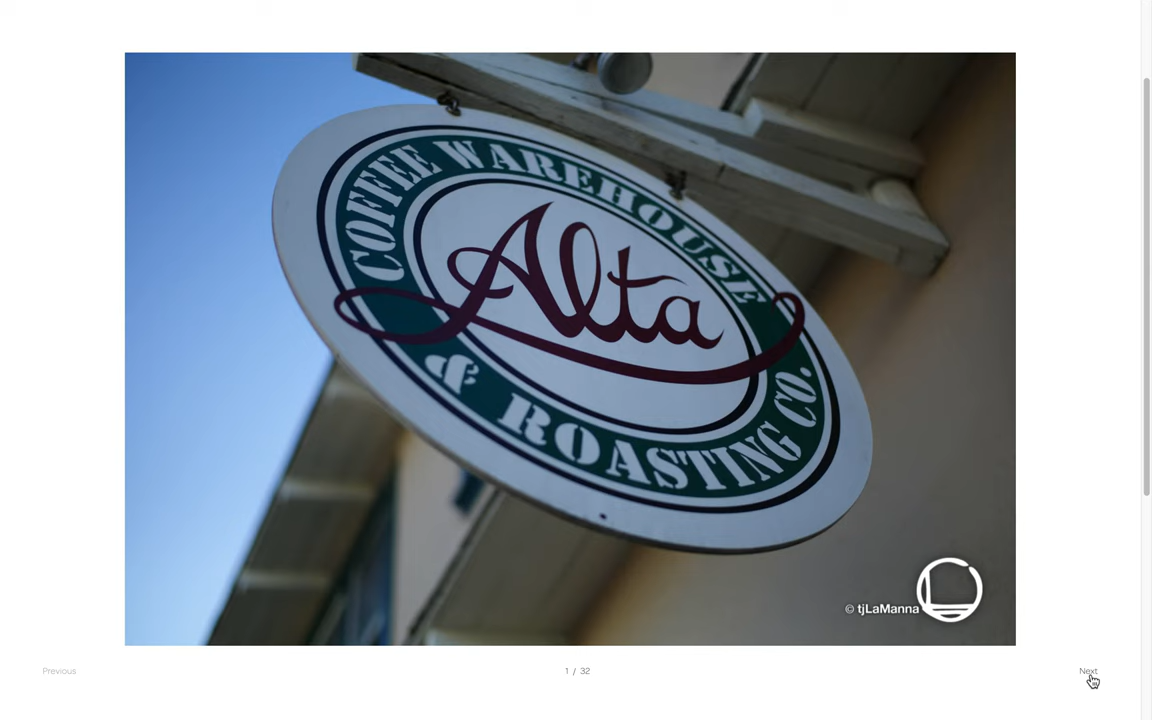 COFFEE WAREHOUSE
Alta
& ROASTING CO.
© tjLaManna
Previous
1 / 32
Next